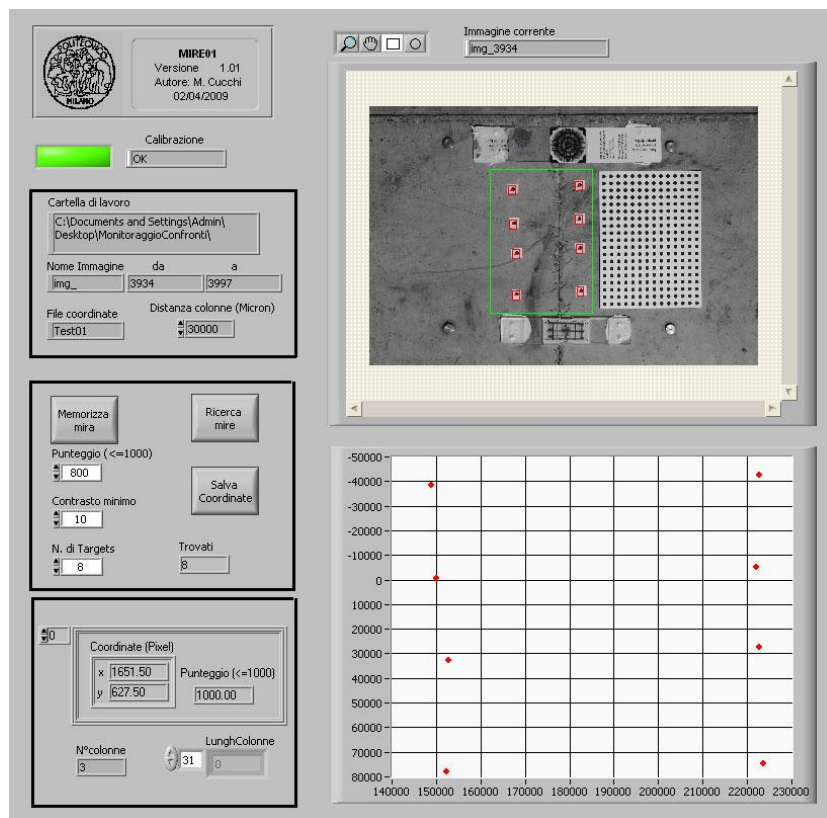 POLITECNICO
MILANO
MIRE01
Versione 1.01
Autore: M. Cucchi
02/04/2009
Calibrazione
OK
Cartella di lavoro
C:\Documents and Settings\Admin\
Desktop\MonitoraggioConfronti\
Nome Immagine da a
img_ 3934 3997
File coordinate Distanza colonne (Micron)
Test01 30000
Memorizza
mira
Ricerca
mire
Punteggio (<=1000)
800
Salva
Coordinate
Contrasto minimo
10
N. di Targets Trovati
8 8
0
Coordinate (Pixel)
x 1651.50 Punteggio (<=1000)
y 627.50 1000.00
N°colonne LunghColonne
3 31 0
Immagine corrente
img_3934
-50000
-40000
-30000
-20000
-10000
0
10000
20000
30000
40000
50000
60000
70000
80000
140000 150000 160000 170000 180000 190000 200000 210000 220000 230000